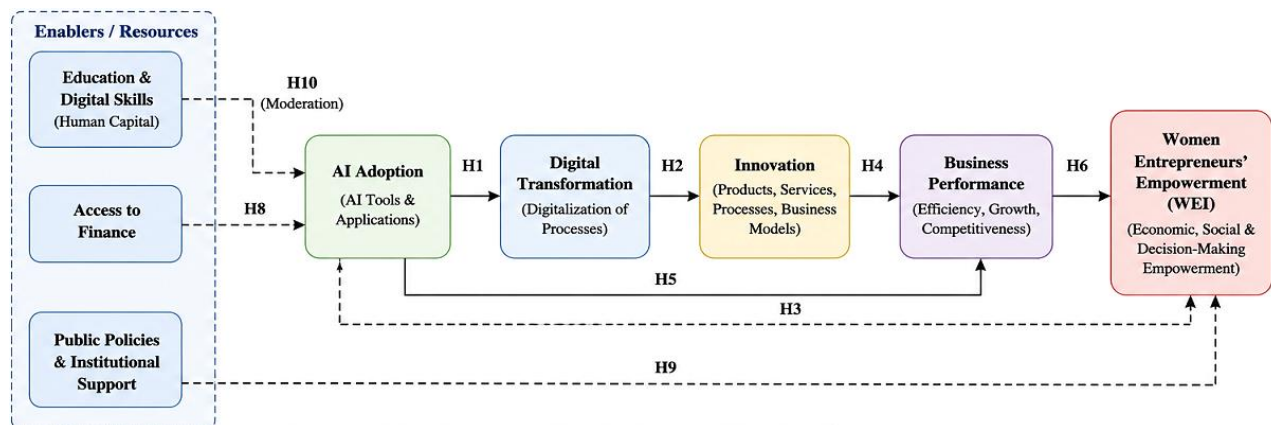 Enablers / Resources
Education &
Digital Skills
(Human Capital)
H10
(Moderation)
Access to
Finance
H8
Public Policies
& Institutional
Support
AI Adoption
(AI Tools &
Applications)
H1
Digital
Transformation
(Digitalization of
Processes)
H2
Innovation
(Products, Services,
Processes, Business
Models)
H4
Business
Performance
(Efficiency, Growth,
Competitiveness)
H6
Women
Entrepreneurs’
Empowerment
(WEI)
(Economic, Social &
Decision-Making
Empowerment)
H5
H3
H9